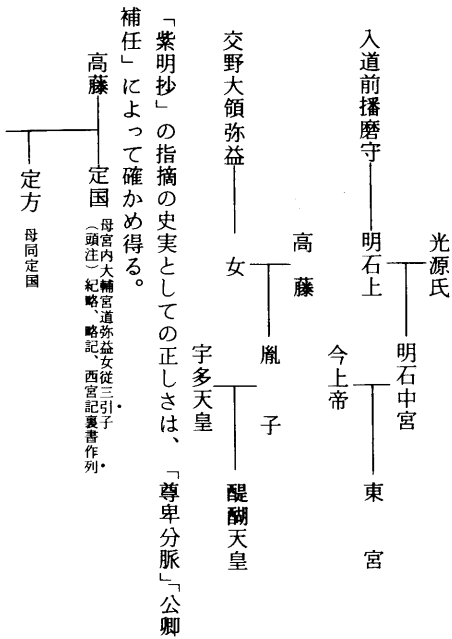 光源氏
入道前播磨守 明石上 明石中宮 東宮
今上帝
高藤
交野大領弥益 女 胤子 醍醐天皇
宇多天皇
「紫明抄」の指摘の史実としての正しさは、「尊卑分脈」「公卿
補任」によって確かめ得る。
高藤 定国 母宮内大輔宮道弥益女従三引子
(頭注)紀略、略記、西宮記裏書作列
定方 母同定国